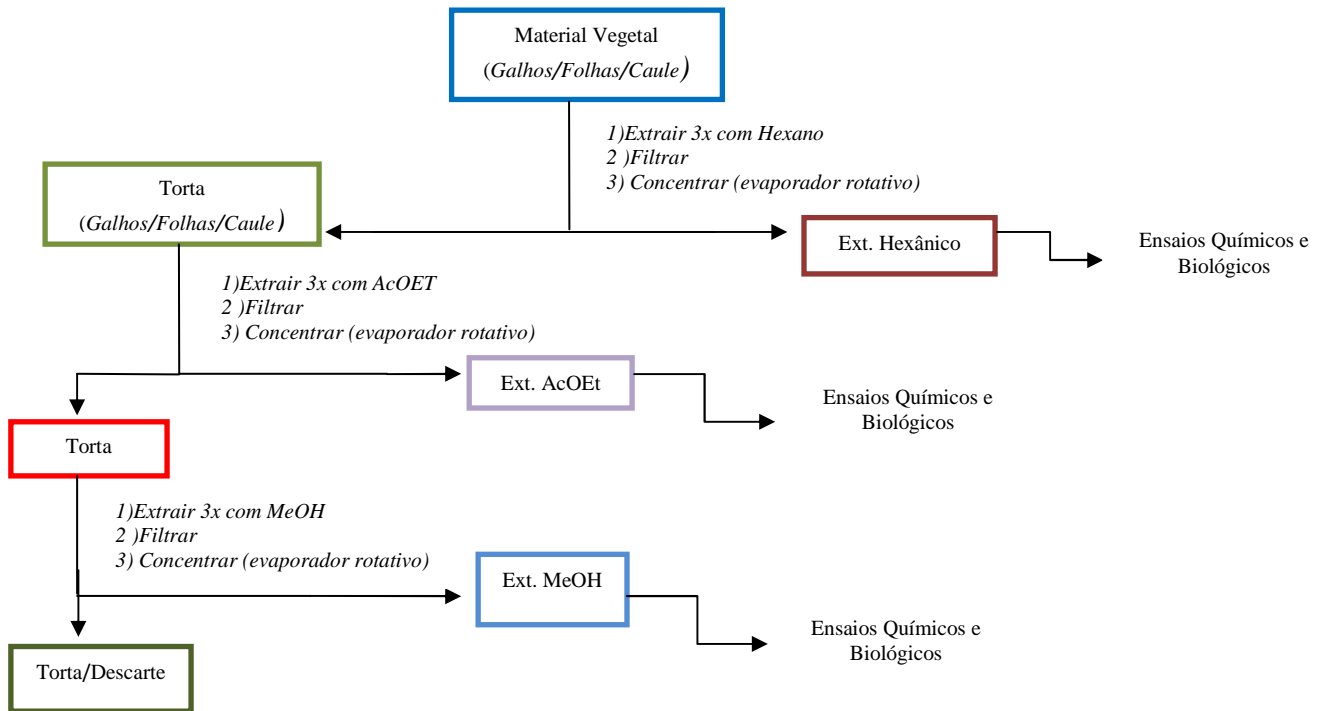 Material Vegetal
(Galhos/Folhas/Caule)
1)Extrair 3x com Hexano
2 )Filtrar
3) Concentrar (evaporador rotativo)
Torta
(Galhos/Folhas/Caule)
Ext. Hexânico
Ensaios Químicos e
Biológicos
1)Extrair 3x com AcOET
2 )Filtrar
3) Concentrar (evaporador rotativo)
Ext. AcOEt
Ensaios Químicos e
Biológicos
Torta
1)Extrair 3x com MeOH
2 )Filtrar
3) Concentrar (evaporador rotativo)
Ext. MeOH
Ensaios Químicos e
Biológicos
Torta/Descarte